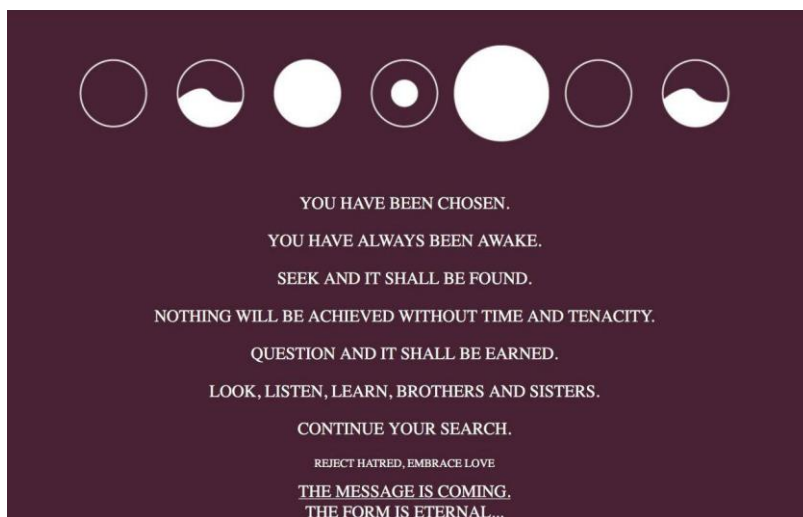 YOU HAVE BEEN CHOSEN.
YOU HAVE ALWAYS BEEN AWAKE.
SEEK AND IT SHALL BE FOUND.
NOTHING WILL BE ACHIEVED WITHOUT TIME AND TENACITY.
QUESTION AND IT SHALL BE EARNED.
LOOK, LISTEN, LEARN, BROTHERS AND SISTERS.
CONTINUE YOUR SEARCH.
REJECT HATRED, EMBRACE LOVE
THE MESSAGE IS COMING.
THE FORM IS ETERNAL...